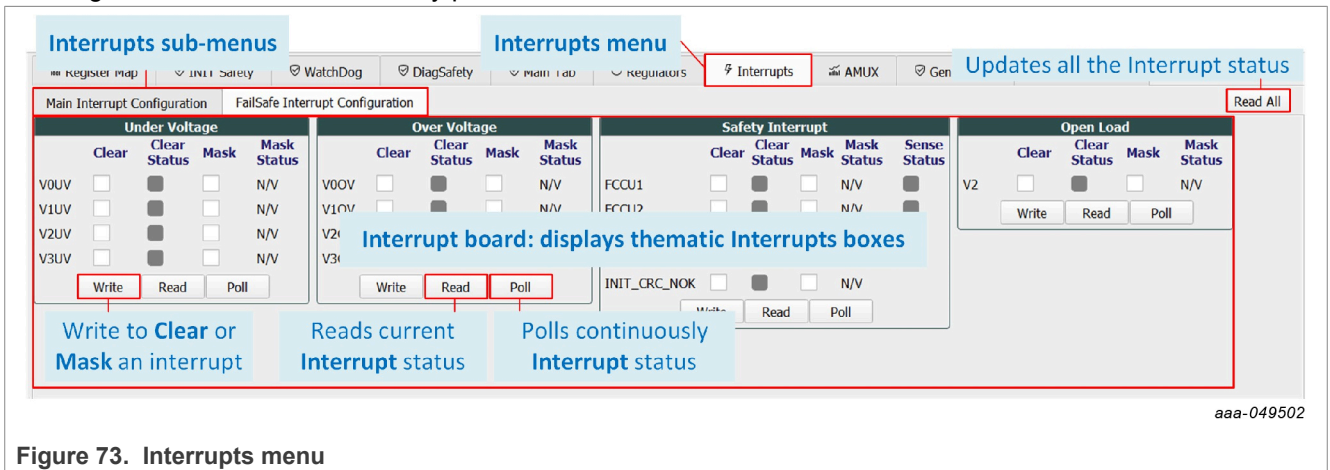 Interrupts sub-menus
Interrupts menu
Updates all the Interrupt status
Register Map INIT Safety WatchDog DiagSafety Main Tab Regulators Interrupts AMUX Gen
Main Interrupt Configuration FailSafe Interrupt Configuration Read All
Under Voltage
Clear Clear Status Mask Mask Status
V0UV N/V
V1UV N/V
V2UV N/V
V3UV N/V
Write Read Poll
Over Voltage
Clear Clear Status Mask Mask Status
V0OV N/V
V1OV N/V
Write Read Poll
Safety Interrupt
Clear Clear Status Mask Mask Status Sense Status
FCCU1 N/V
FCCU2 N/V
INIT_CRC_NOK N/V
Write Read Poll
Open Load
Clear Clear Status Mask Mask Status
V2 N/V
Write Read Poll
Interrupt board: displays thematic Interrupts boxes
Write to Clear or
Mask an interrupt
Reads current
Interrupt status
Polls continuously
Interrupt status
aaa-049502
Figure 73. Interrupts menu